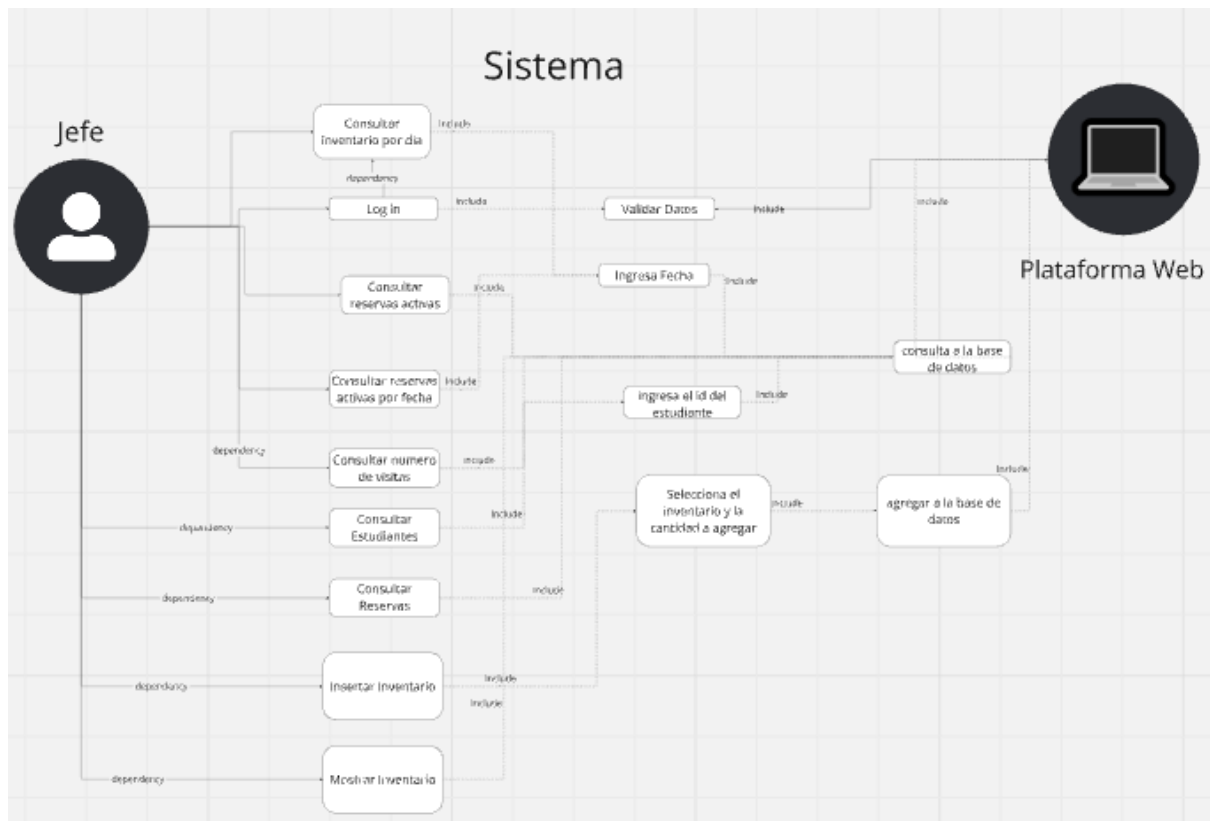 Sistema
Jefe
Consultar
inventario por dia
include
dependency
Log in
include
Validar Datos
include
include
Plataforma Web
Ingresa Fecha
include
Consultar
reservas activas
include
consulta a la base
de datos
Consultar reservas
activas por fecha
include
ingresa el id del
estudiante
include
dependency
Consultar numero
de visitas
include
include
Selecciona el
inventario y la
cantidad a agregar
include
agregar a la base de
datos
dependency
Consultar
Estudiantes
include
dependency
Consultar
Reservas
include
dependency
Insertar Inventario
include
include
dependency
Mostrar Inventario